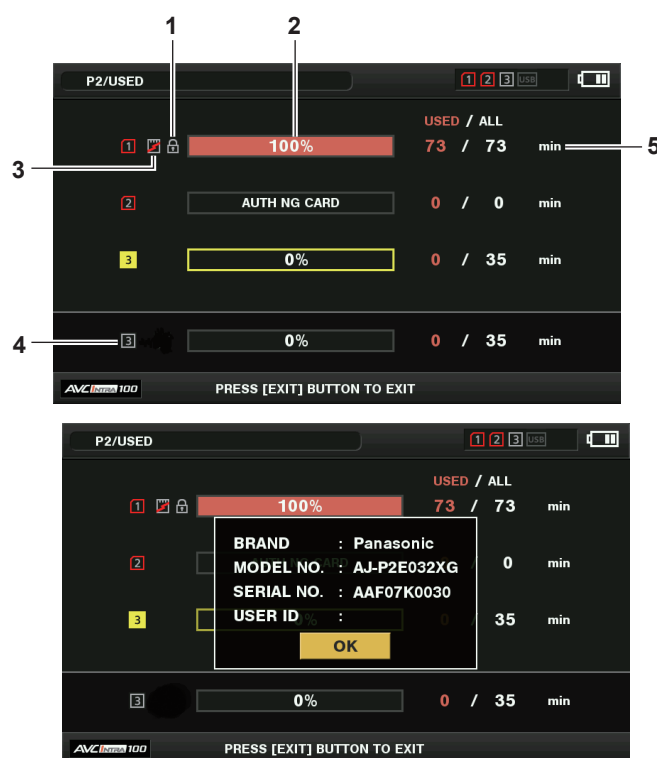 1 2
P2/USED 1 2 3 USB
USED / ALL
3 1 100% 73 / 73 min 5
2 AUTH NG CARD 0 / 0 min
3 0% 0 / 35 min
4 3 0% 0 / 35 min
AVC INTRA 100 PRESS [EXIT] BUTTON TO EXIT
P2/USED 1 2 3 USB
USED / ALL
1 100% 73 / 73 min
BRAND : Panasonic
2 MODEL NO. : AJ-P2E032XG 0 min
SERIAL NO. : AAF07K0030
3 USER ID : 35 min
OK
3 0% 0 / 35 min
AVC INTRA 100 PRESS [EXIT] BUTTON TO EXIT